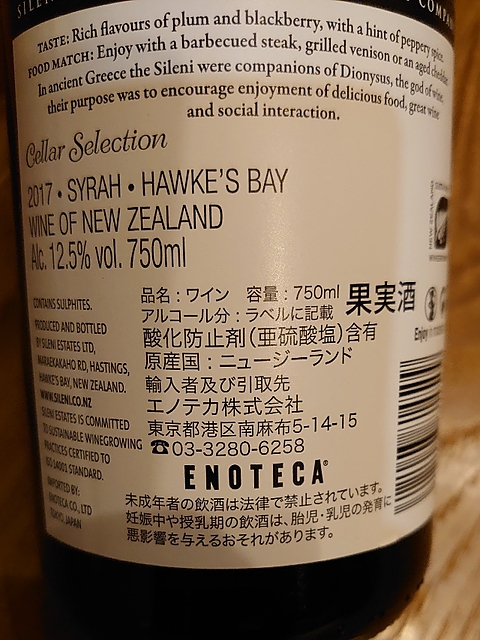 TASTE: Rich flavours of plum and blackberry, with a hint of peppery spice.
FOOD MATCH: Enjoy with a barbecued steak, grilled venison or an aged cheddar
In ancient Greece the Sileni were companions of Dionysus, the god of wine,
their purpose was to encourage enjoyment of delicious food, great wine
and social interaction.
Cellar Selection
2017 • SYRAH • HAWKE'S BAY
WINE OF NEW ZEALAND
Alc. 12.5% vol. 750ml
CONTAINS SULPHITES.
PRODUCED AND BOTTLED
BY SILENI ESTATES LTD,
MARAEKAKAHO RD, HASTINGS,
HAWKE'S BAY, NEW ZEALAND.
WWW.SILENI.CO.NZ
SILENI ESTATES IS COMMITTED
TO SUSTAINABLE WINEGROWING
PRACTICES CERTIFIED TO
ISO 14001 STANDARD.
IMPORTED BY:
ENOTECA CO., LTD
TOKYO, JAPAN
品名：ワイン 容量：750ml 果実酒
アルコール分：ラベルに記載
酸化防止剤(亜硫酸塩)含有
原産国：ニュージーランド
輸入者及び引取先
エノテカ株式会社
東京都港区南麻布5-14-15
☎03-3280-6258
ENOTECA®
未成年者の飲酒は法律で禁止されています。
妊娠中や授乳期の飲酒は、胎児・乳児の発育に
悪影響を与えるおそれがあります。
NEW ZEALAND
Enjoy